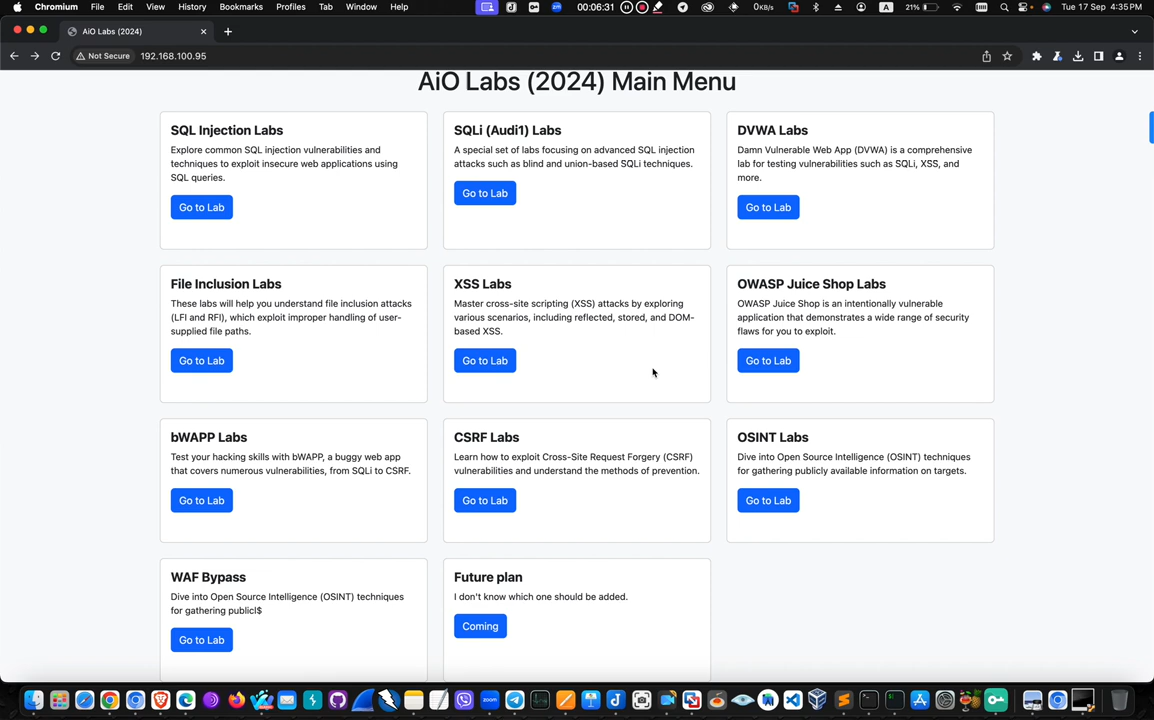 Chromium File Edit View History Bookmarks Profiles Tab Window Help 00:06:31 0KB/s A 21% Tue 17 Sep 4:35 PM
AiO Labs (2024)
Not Secure 192.168.100.95
AiO Labs (2024) Main Menu
SQL Injection Labs
Explore common SQL injection vulnerabilities and
techniques to exploit insecure web applications using
SQL queries.
Go to Lab
SQLi (Audi1) Labs
A special set of labs focusing on advanced SQL injection
attacks such as blind and union-based SQLi techniques.
Go to Lab
DVWA Labs
Damn Vulnerable Web App (DVWA) is a comprehensive
lab for testing vulnerabilities such as SQLi, XSS, and
more.
Go to Lab
File Inclusion Labs
These labs will help you understand file inclusion attacks
(LFI and RFI), which exploit improper handling of user-
supplied file paths.
Go to Lab
XSS Labs
Master cross-site scripting (XSS) attacks by exploring
various scenarios, including reflected, stored, and DOM-
based XSS.
Go to Lab
OWASP Juice Shop Labs
OWASP Juice Shop is an intentionally vulnerable
application that demonstrates a wide range of security
flaws for you to exploit.
Go to Lab
bWAPP Labs
Test your hacking skills with bWAPP, a buggy web app
that covers numerous vulnerabilities, from SQLi to CSRF.
Go to Lab
CSRF Labs
Learn how to exploit Cross-Site Request Forgery (CSRF)
vulnerabilities and understand the methods of prevention.
Go to Lab
OSINT Labs
Dive into Open Source Intelligence (OSINT) techniques
for gathering publicly available information on targets.
Go to Lab
WAF Bypass
Dive into Open Source Intelligence (OSINT) techniques
for gathering publicl$
Go to Lab
Future plan
I don't know which one should be added.
Coming